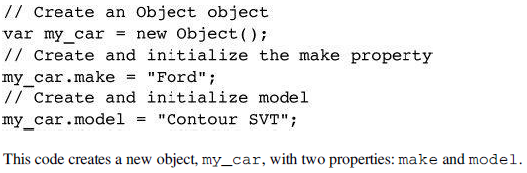 // Create an Object object
var my_car = new Object();
// Create and initialize the make property
my_car.make = "Ford";
// Create and initialize model
my_car.model = "Contour SVT";
This code creates a new object, my_car, with two properties: make and model.